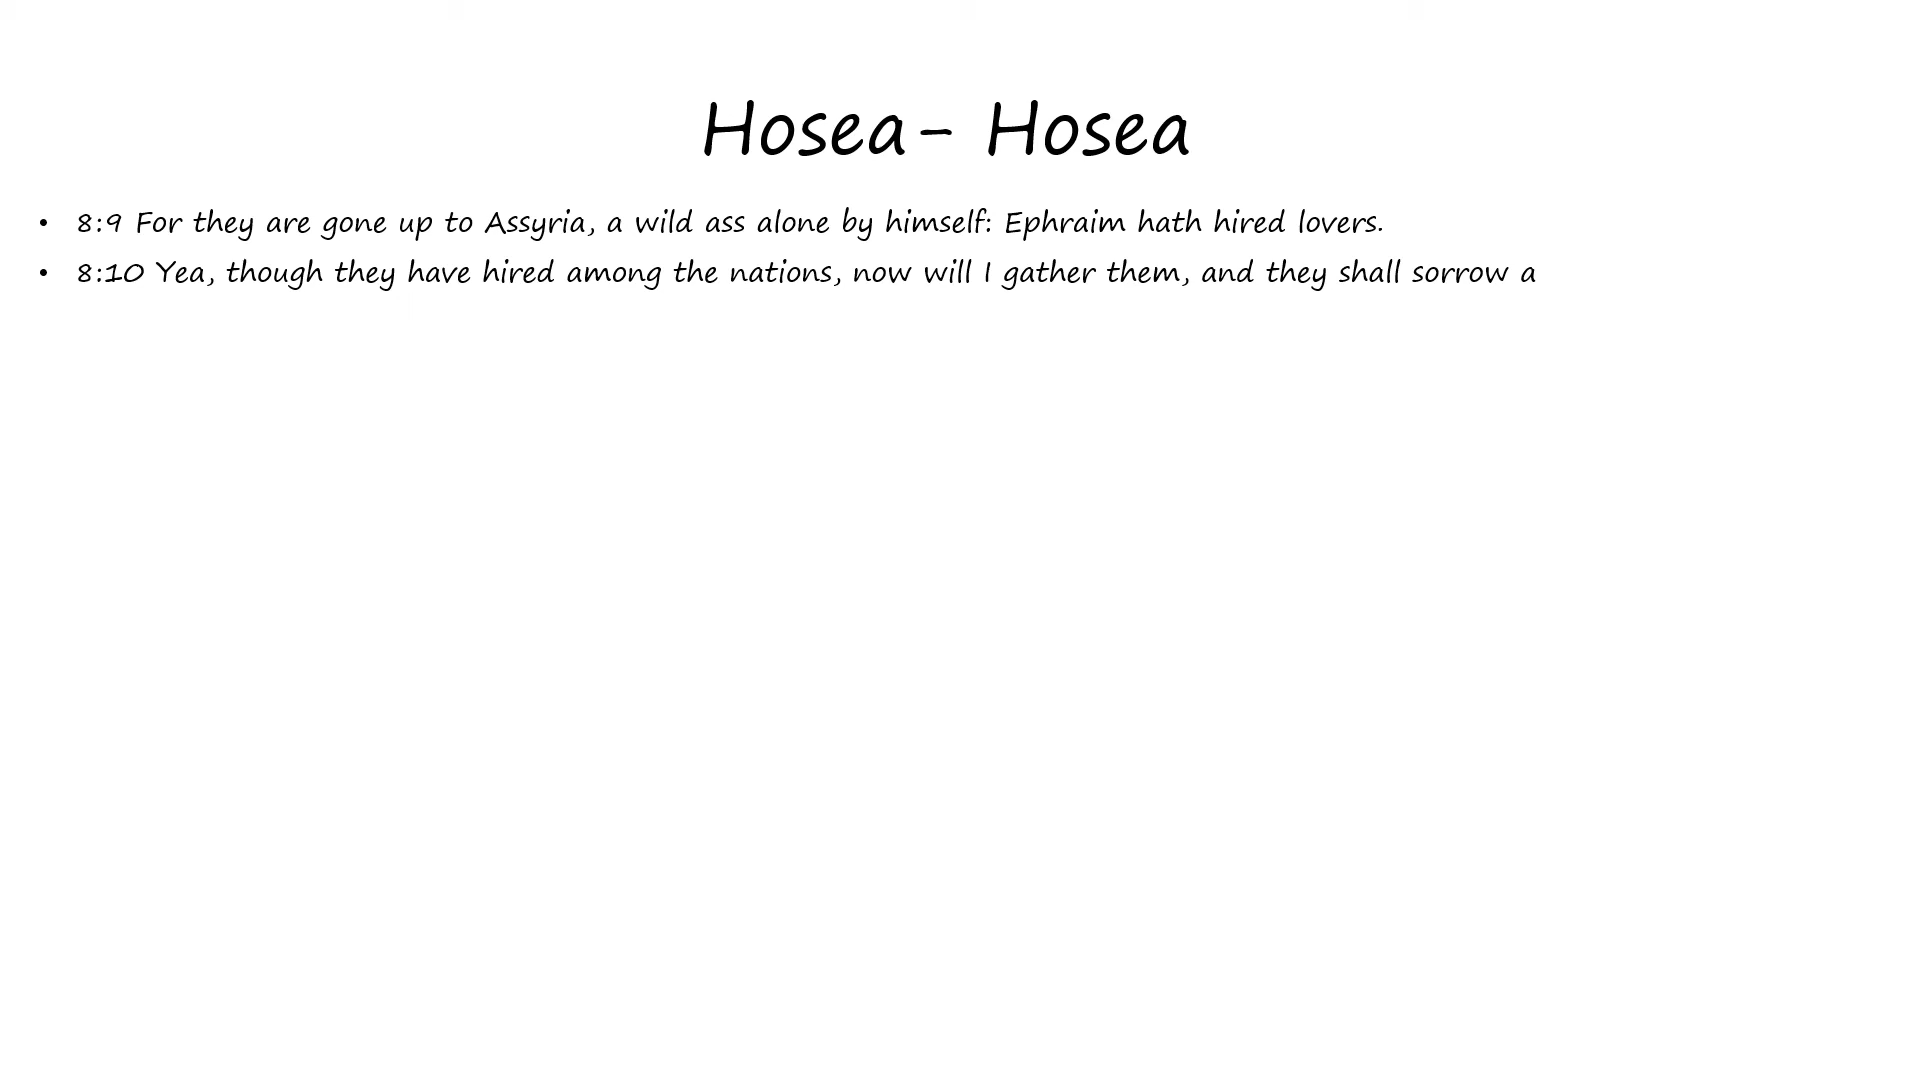 Hosea- Hosea
• 8:9 For they are gone up to Assyria, a wild ass alone by himself: Ephraim hath hired lovers.
• 8:10 Yea, though they have hired among the nations, now will I gather them, and they shall sorrow a